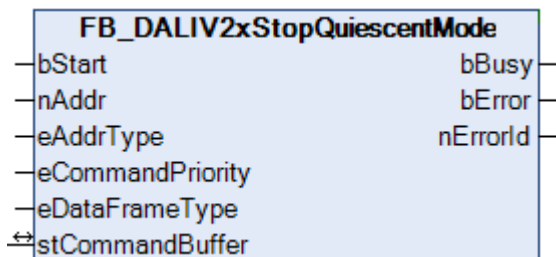 FB_DALIV2xStopQuiescentMode
bStart bBusy
nAddr bError
eAddrType nErrorId
eCommandPriority
eDataFrameType
stCommandBuffer